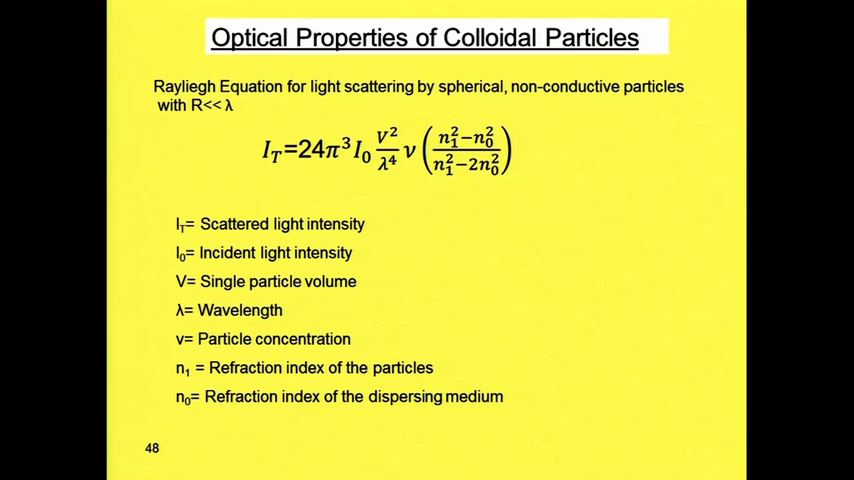 Optical Properties of Colloidal Particles
Rayliegh Equation for light scattering by spherical, non-conductive particles
with R<< λ
I_T=24π³I₀ V²/λ⁴ ν ((n₁²−n₀²)/(n₁²−2n₀²))
I_T= Scattered light intensity
I₀= Incident light intensity
V= Single particle volume
λ= Wavelength
ν= Particle concentration
n₁ = Refraction index of the particles
n₀= Refraction index of the dispersing medium
48